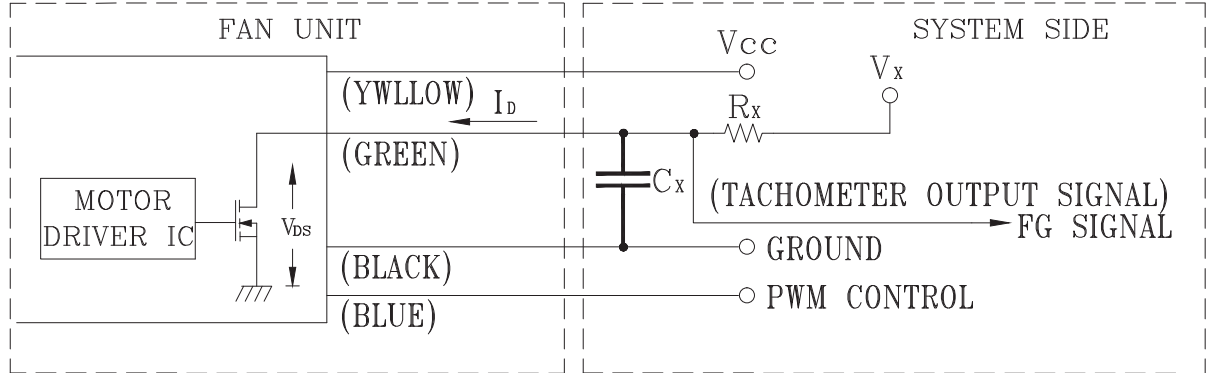 FAN UNIT
SYSTEM SIDE
Vcc
Vx
(YWLLOW)
ID
Rx
(GREEN)
Cx
(TACHOMETER OUTPUT SIGNAL)
FG SIGNAL
MOTOR
DRIVER IC
VDS
GROUND
(BLACK)
PWM CONTROL
(BLUE)